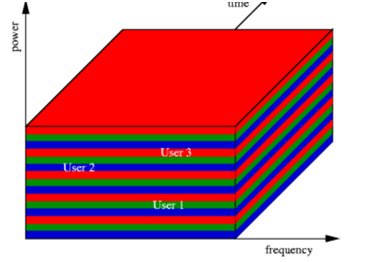 time
power
User 3
User 2
User 1
frequency